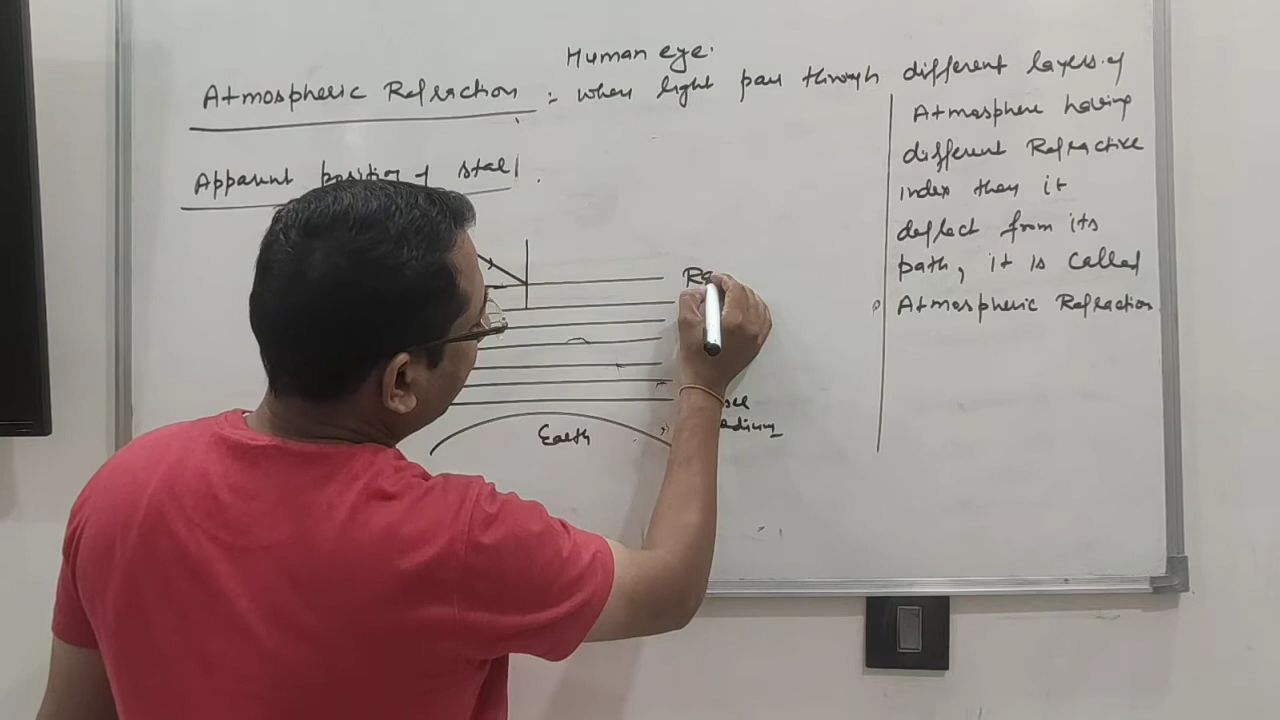 Human eye.
Atmospheric Refraction :- when light pass through different layers of
Atmosphere having
different Refractive
index then it
deflect from its
path, it is called
Atmospheric Refraction
Apparent position of star
Ra
Earth